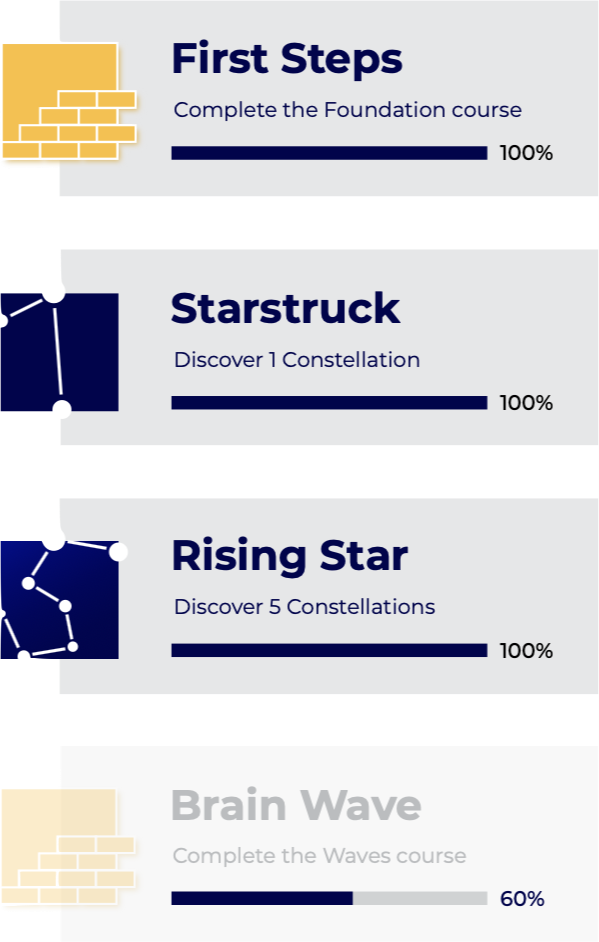 First Steps
Complete the Foundation course
100%
Starstruck
Discover 1 Constellation
100%
Rising Star
Discover 5 Constellations
100%
Brain Wave
Complete the Waves course
60%